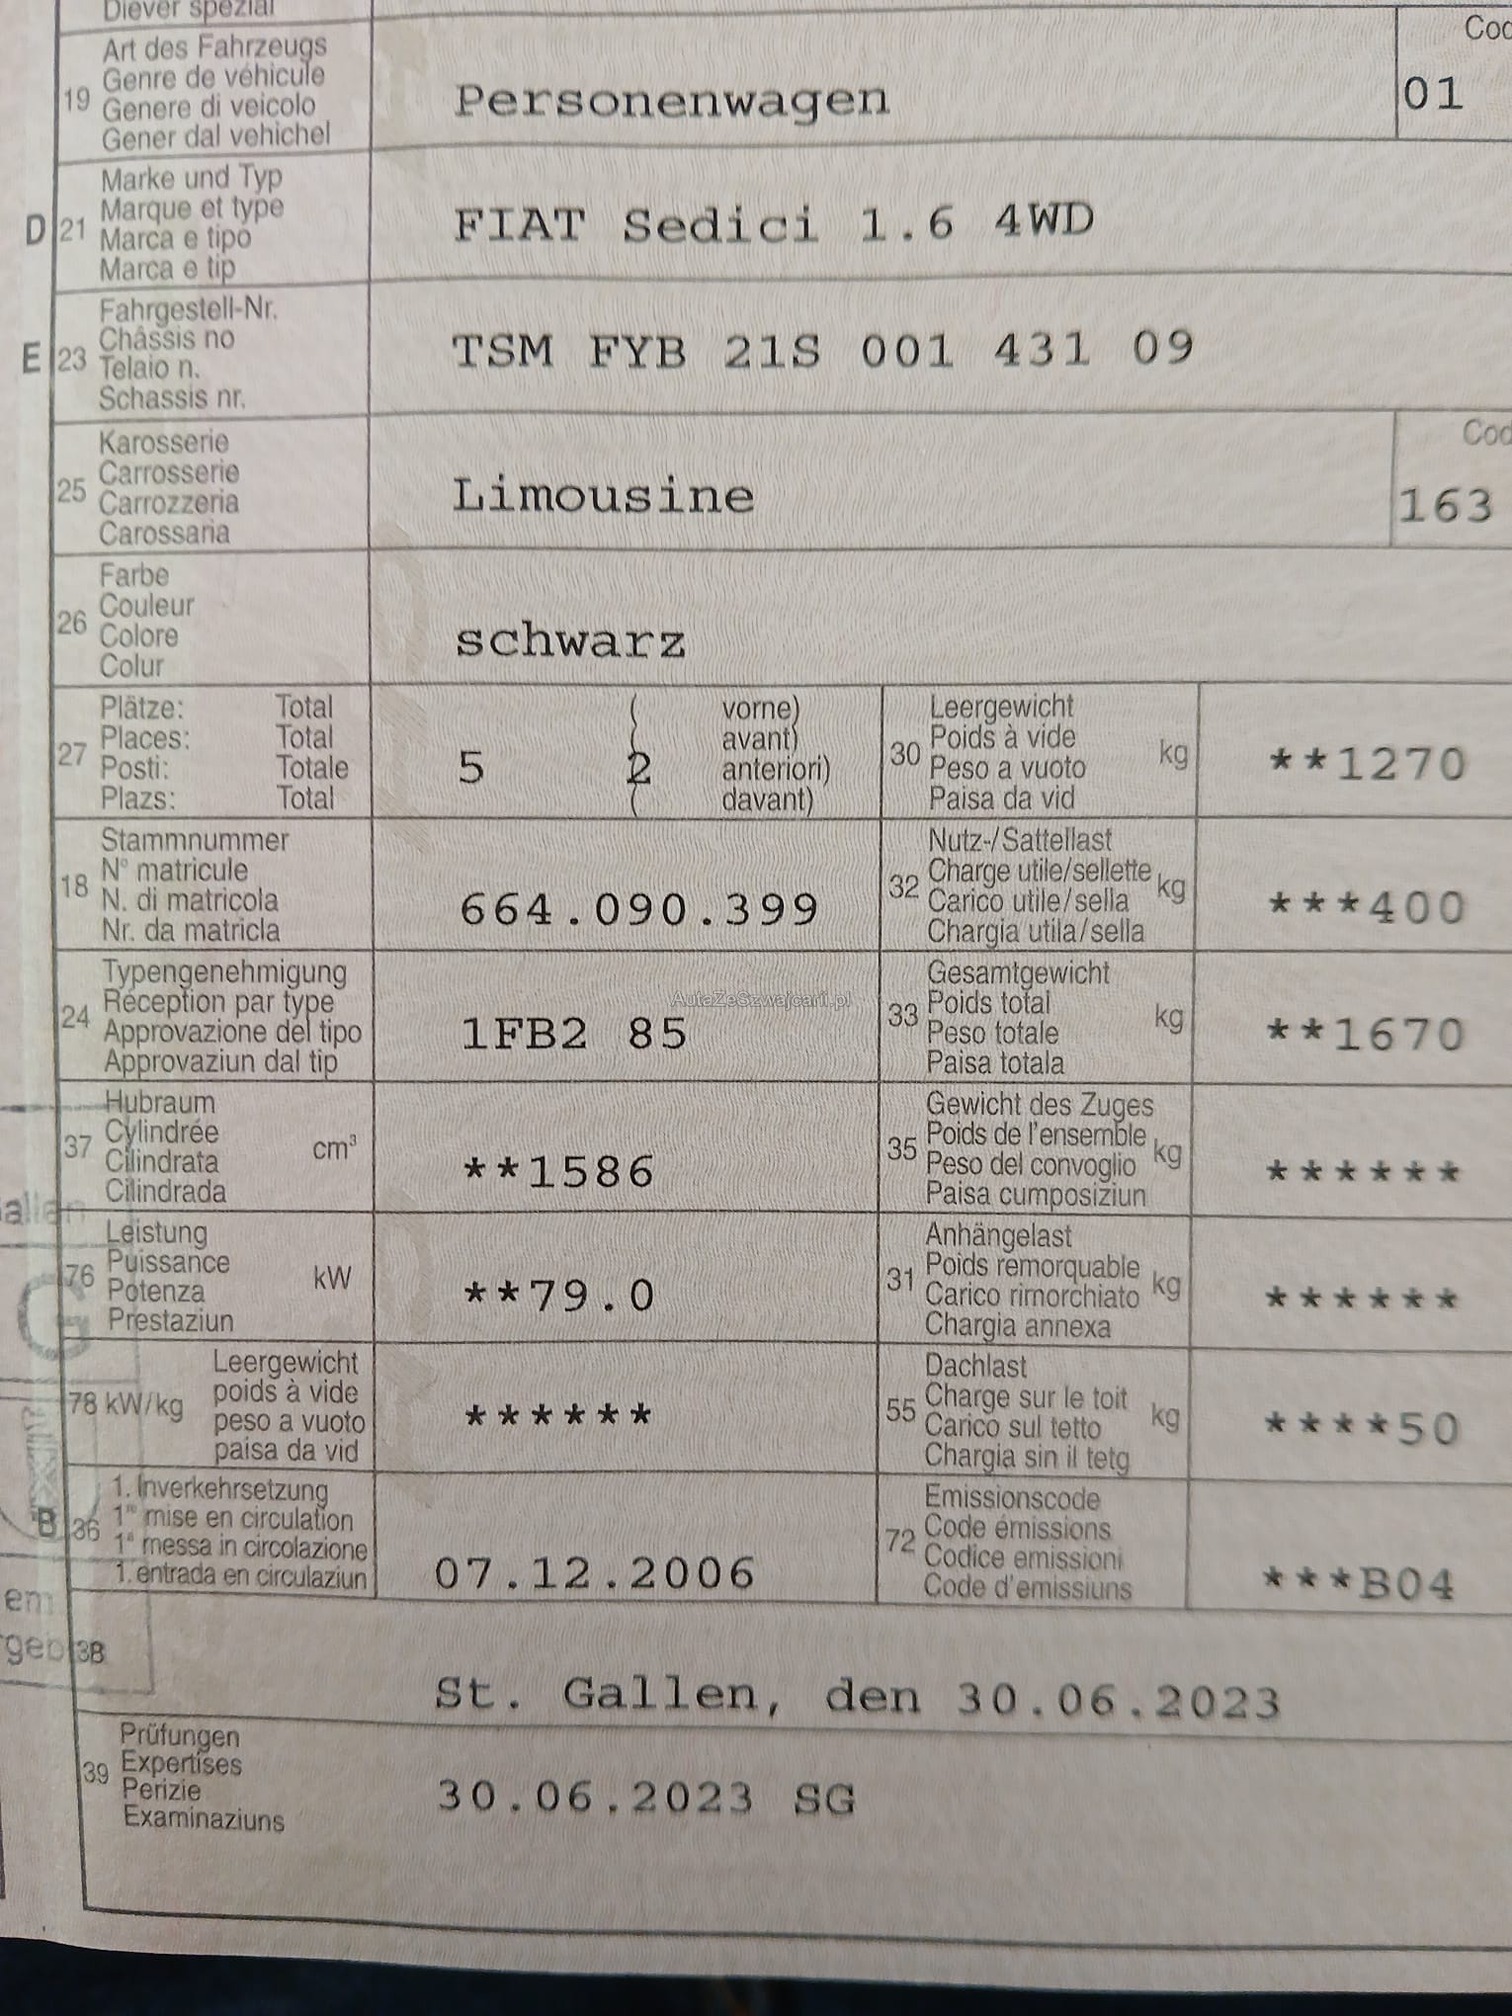 Diever spezial
19 Art des Fahrzeugs
Genre de véhicule
Genere di veicolo
Gener dal vehichel
Personenwagen
01
D 21 Marke und Typ
Marque et type
Marca e tipo
Marca e tip
FIAT Sedici 1.6 4WD
E 23 Fahrgestell-Nr.
Châssis no
Telaio n.
Schassis nr.
TSM FYB 21S 001 431 09
25 Karosserie
Carrosserie
Carrozzeria
Carossaria
Limousine
163
26 Farbe
Couleur
Colore
Colur
schwarz
27 Plätze: Total
Places: Total
Posti: Totale
Plazs: Total
5 2
( vorne)
( avant)
anteriori)
( davant)
30 Leergewicht
Poids à vide kg
Peso a vuoto
Paisa da vid
**1270
18 Stammnummer
N° matricule
N. di matricola
Nr. da matricla
664.090.399
32 Nutz-/Sattellast
Charge utile/sellette kg
Carico utile/sella
Chargia utila/sella
***400
24 Typengenehmigung
Réception par type
Approvazione del tipo
Approvaziun dal tip
1FB2 85
AutaZeSzwajcarii.pl
33 Gesamtgewicht
Poids total kg
Peso totale
Paisa totala
**1670
37 Hubraum
Cylindrée cm³
Cilindrata
Cilindrada
**1586
35 Gewicht des Zuges
Poids de l'ensemble kg
Peso del convoglio
Paisa cumposiziun
******
76 Leistung
Puissance kW
Potenza
Prestaziun
**79.0
31 Anhängelast
Poids remorquable kg
Carico rimorchiato
Chargia annexa
******
78 kW/kg Leergewicht
poids à vide
peso a vuoto
paisa da vid
******
55 Dachlast
Charge sur le toit kg
Carico sul tetto
Chargia sin il tetg
****50
B 36 1. Inverkehrsetzung
1re mise en circulation
1a messa in circolazione
1. entrada en circulaziun
07.12.2006
72 Emissionscode
Code émissions
Codice emissioni
Code d'emissiuns
***B04
38
St. Gallen, den 30.06.2023
39 Prüfungen
Expertises
Perizie
Examinaziuns
30.06.2023 SG